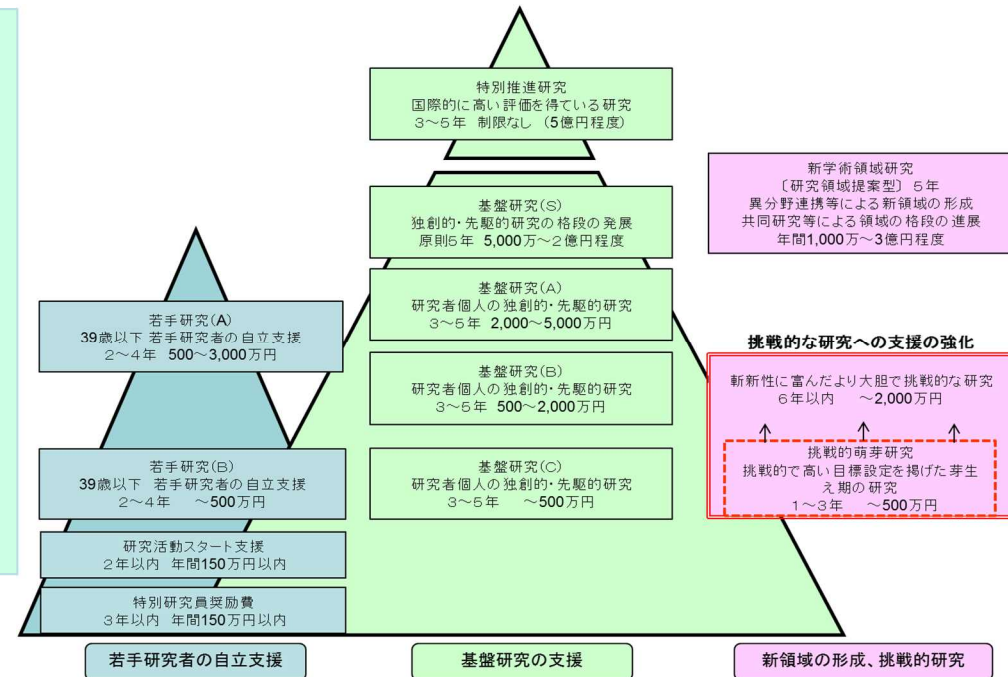 特別推進研究
国際的に高い評価を得ている研究
3～5年 制限なし (5億円程度)
基盤研究(S)
独創的・先駆的研究の格段の発展
原則5年 5,000万～2億円程度
基盤研究(A)
研究者個人の独創的・先駆的研究
3～5年 2,000～5,000万円
基盤研究(B)
研究者個人の独創的・先駆的研究
3～5年 500～2,000万円
基盤研究(C)
研究者個人の独創的・先駆的研究
3～5年 ～500万円
若手研究(A)
39歳以下 若手研究者の自立支援
2～4年 500～3,000万円
若手研究(B)
39歳以下 若手研究者の自立支援
2～4年 ～500万円
研究活動スタート支援
2年以内 年間150万円以内
特別研究員奨励費
3年以内 年間150万円以内
新学術領域研究
〔研究領域提案型〕 5年
異分野連携等による新領域の形成
共同研究等による領域の格段の進展
年間1,000万～3億円程度
挑戦的な研究への支援の強化
斬新性に富んだより大胆で挑戦的な研究
6年以内 ～2,000万円
挑戦的萌芽研究
挑戦的で高い目標設定を掲げた芽生
え期の研究
1～3年 ～500万円
若手研究者の自立支援
基盤研究の支援
新領域の形成、挑戦的研究